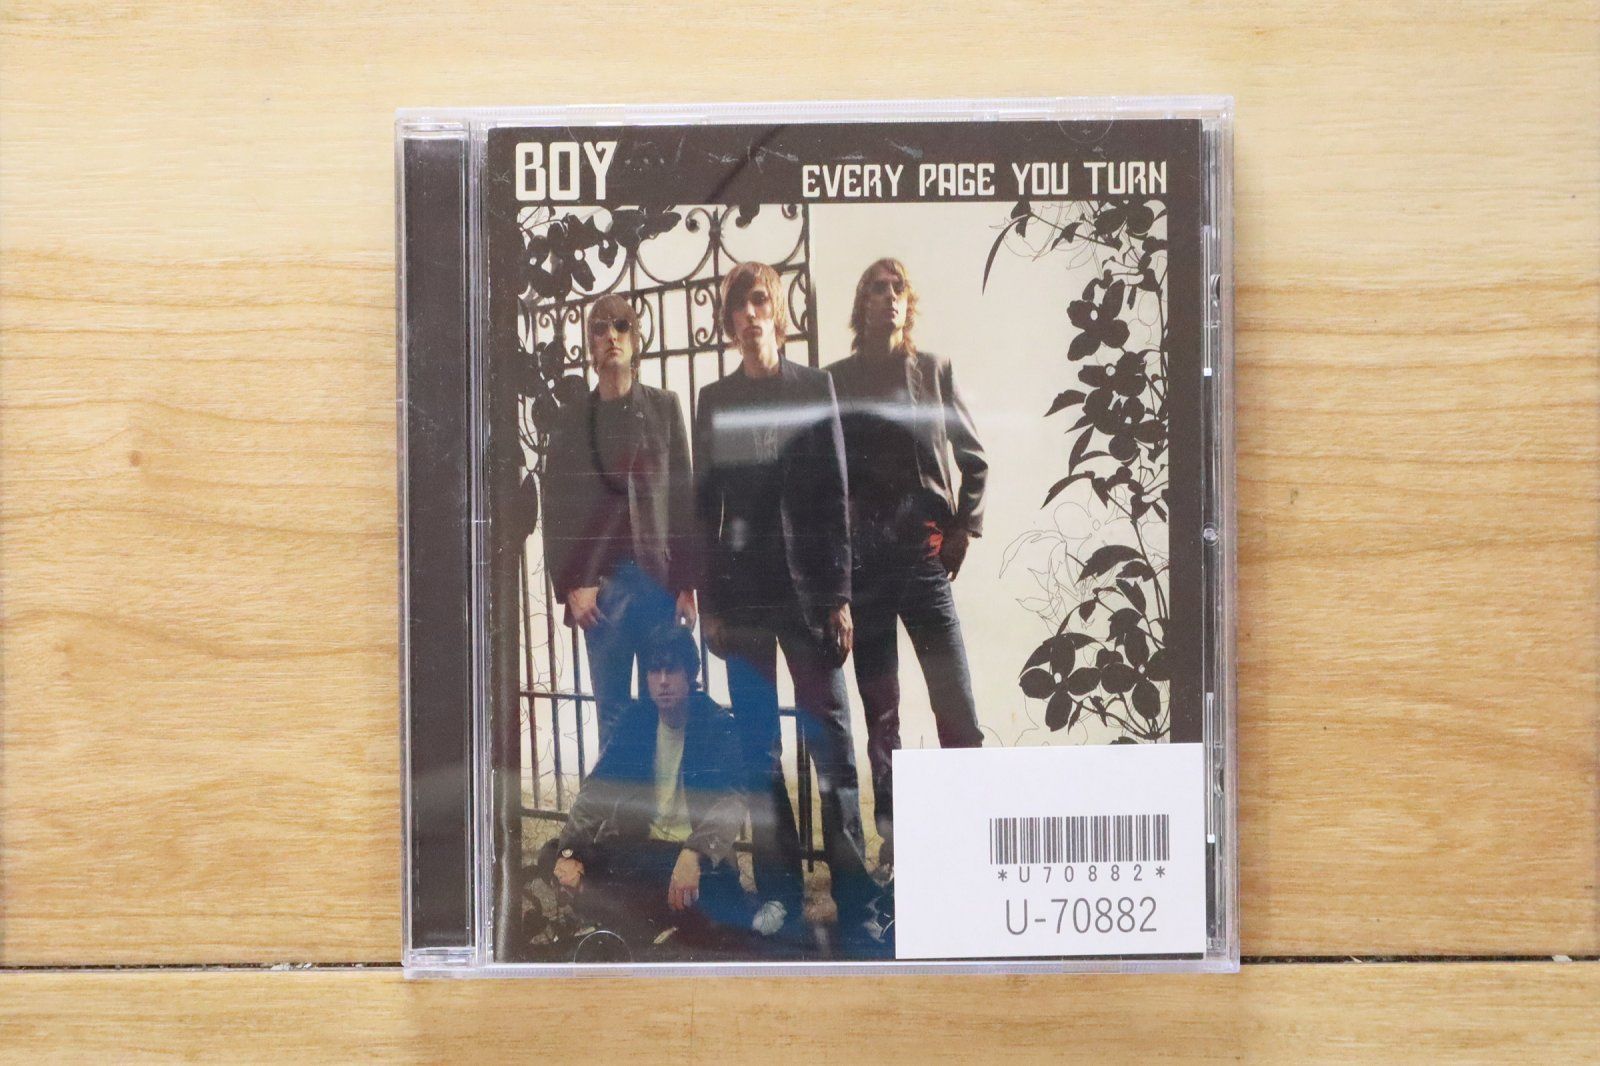 BOY
EVERY PAGE YOU TURN
*U70882*
U-70882